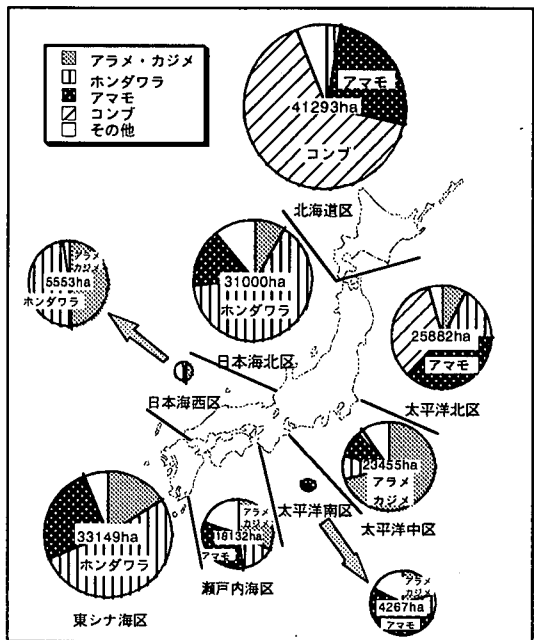 アラメ・カジメ
ホンダワラ
アマモ
コンブ
その他
アマモ
41293ha
コンブ
北海道区
31000ha
ホンダワラ
日本海北区
アラメ
カジメ
5553ha
ホンダワラ
日本海西区
25882ha
アマモ
太平洋北区
23455ha
アラメ
カジメ
太平洋中区
太平洋南区
33149ha
ホンダワラ
東シナ海区
アラメ
カジメ
18132ha
アマモ
瀬戸内海区
アラメ
カジメ
4267ha
アマモ